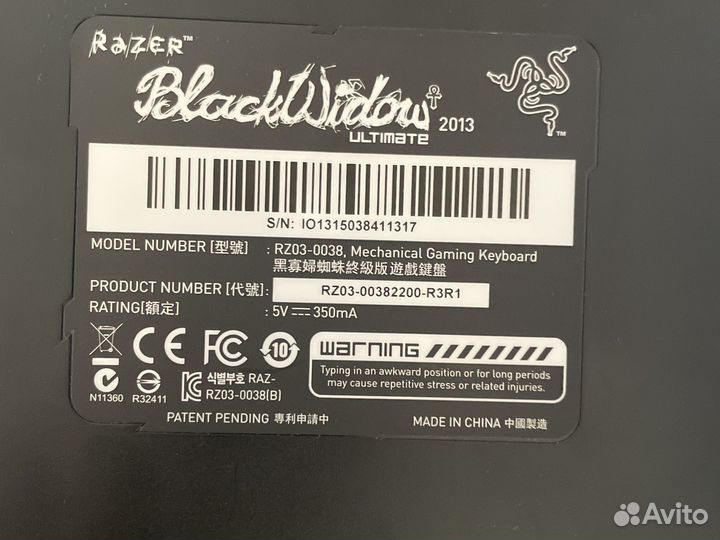 RAZER™
BlackWidow
ULTIMATE 2013
™
S/N: IO1315038411317
MODEL NUMBER [型號] : RZ03-0038, Mechanical Gaming Keyboard
黑寡婦蜘蛛終級版遊戲鍵盤
PRODUCT NUMBER [代號]: RZ03-00382200-R3R1
RATING[額定] : 5V⎓350mA
CE FC 10
warning
Typing in an awkward position or for long periods
may cause repetitive stress or related injuries.
N11360 R32411
식별부호 RAZ-
RZ03-0038(B)
PATENT PENDING 專利申請中
MADE IN CHINA 中國製造
Avito